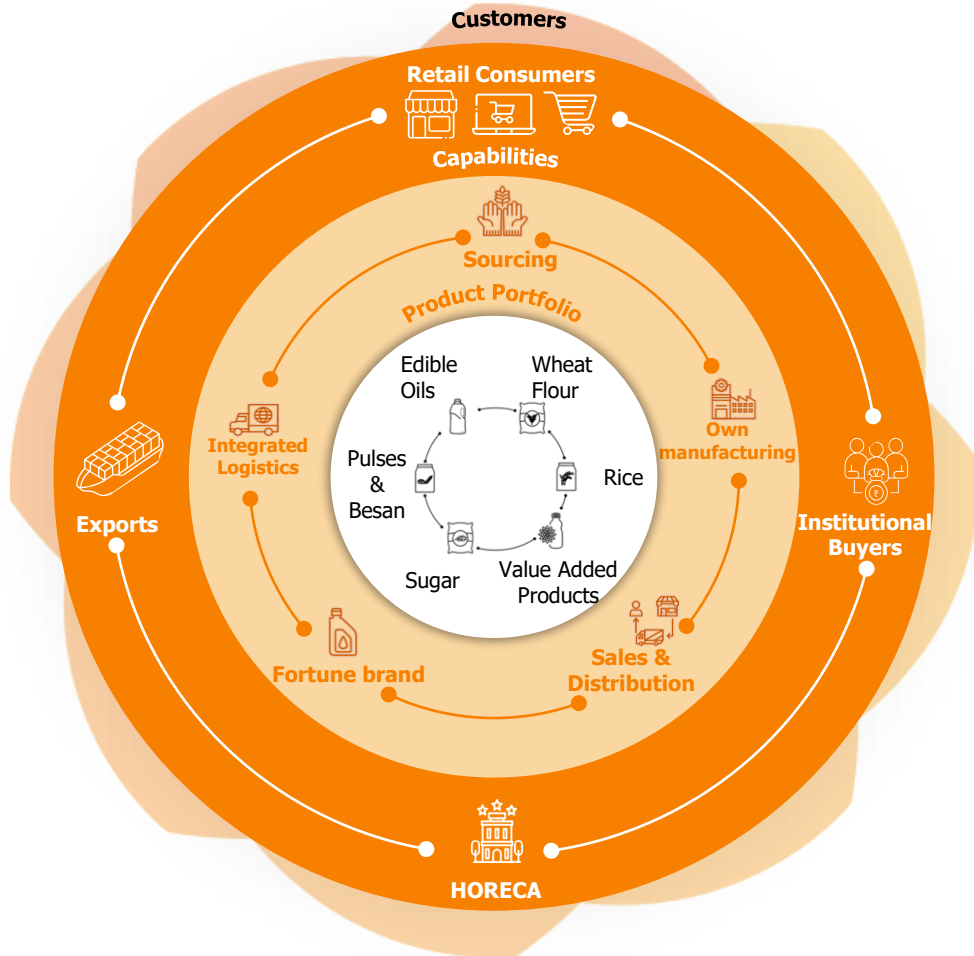 Customers
Retail Consumers
Capabilities
Sourcing
Product Portfolio
Edible
Oils
Wheat
Flour
Integrated
Logistics
Own
manufacturing
Pulses
&
Besan
Rice
Exports
Institutional
Buyers
Sugar
Value Added
Products
Fortune brand
Sales &
Distribution
HORECA